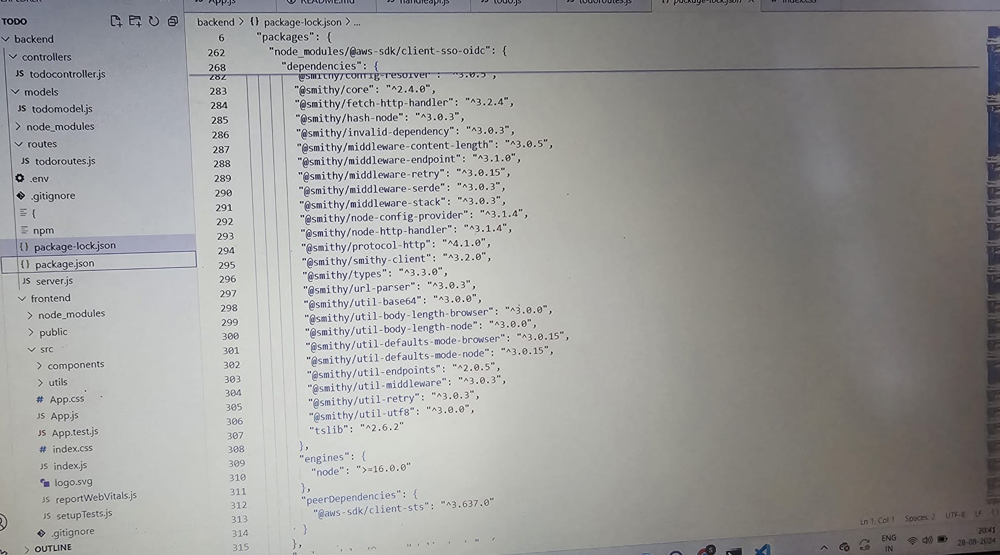 App.js
README.md
handleapi.js
todo.js
todoroutes.js
{} package-lock.json
# index.css
TODO
backend
controllers
JS todocontroller.js
models
JS todomodel.js
node_modules
routes
JS todoroutes.js
.env
.gitignore
{
npm
{} package-lock.json
{} package.json
JS server.js
frontend
node_modules
public
src
components
utils
# App.css
JS App.js
JS App.test.js
# index.css
JS index.js
logo.svg
JS reportWebVitals.js
JS setupTests.js
.gitignore
OUTLINE
backend > {} package-lock.json > ...
6 "packages": {
262 "node_modules/@aws-sdk/client-sso-oidc": {
268 "dependencies": {
282 "@smithy/config-resolver": "^3.0.5",
283 "@smithy/core": "^2.4.0",
284 "@smithy/fetch-http-handler": "^3.2.4",
285 "@smithy/hash-node": "^3.0.3",
286 "@smithy/invalid-dependency": "^3.0.3",
287 "@smithy/middleware-content-length": "^3.0.5",
288 "@smithy/middleware-endpoint": "^3.1.0",
289 "@smithy/middleware-retry": "^3.0.15",
290 "@smithy/middleware-serde": "^3.0.3",
291 "@smithy/middleware-stack": "^3.0.3",
292 "@smithy/node-config-provider": "^3.1.4",
293 "@smithy/node-http-handler": "^3.1.4",
294 "@smithy/protocol-http": "^4.1.0",
295 "@smithy/smithy-client": "^3.2.0",
296 "@smithy/types": "^3.3.0",
297 "@smithy/url-parser": "^3.0.3",
298 "@smithy/util-base64": "^3.0.0",
299 "@smithy/util-body-length-browser": "^3.0.0",
300 "@smithy/util-body-length-node": "^3.0.0",
301 "@smithy/util-defaults-mode-browser": "^3.0.15",
302 "@smithy/util-defaults-mode-node": "^3.0.15",
303 "@smithy/util-endpoints": "^2.0.5",
304 "@smithy/util-middleware": "^3.0.3",
305 "@smithy/util-retry": "^3.0.3",
306 "@smithy/util-utf8": "^3.0.0",
307 "tslib": "^2.6.2"
308 },
309 "engines": {
310 "node": ">=16.0.0"
311 },
312 "peerDependencies": {
313 "@aws-sdk/client-sts": "^3.637.0"
314 }
315 },
Ln 1, Col 1 Spaces: 2 UTF-8 LF
ENG
IN
20:41
28-08-2024